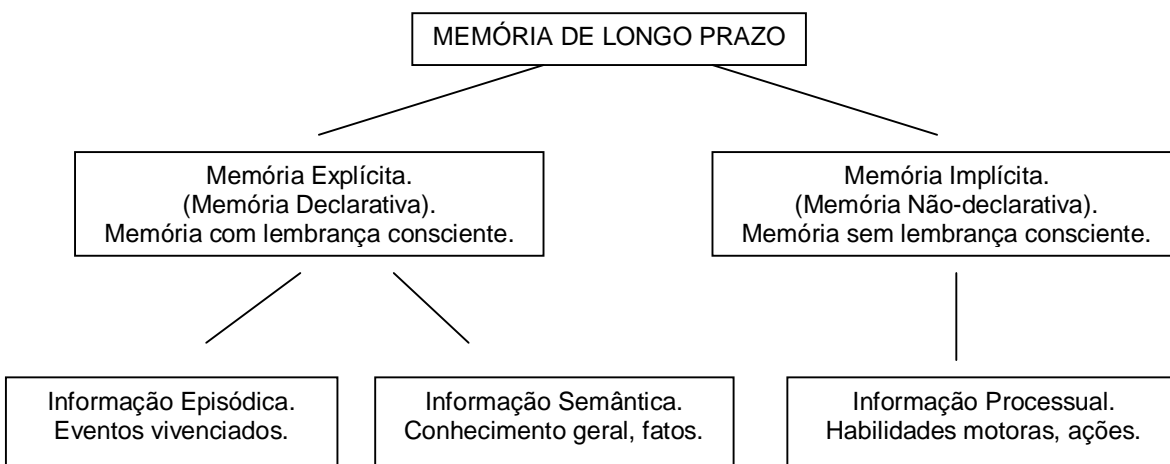 MEMÓRIA DE LONGO PRAZO
Memória Explícita.
(Memória Declarativa).
Memória com lembrança consciente.
Memória Implícita.
(Memória Não-declarativa).
Memória sem lembrança consciente.
Informação Episódica.
Eventos vivenciados.
Informação Semântica.
Conhecimento geral, fatos.
Informação Processual.
Habilidades motoras, ações.